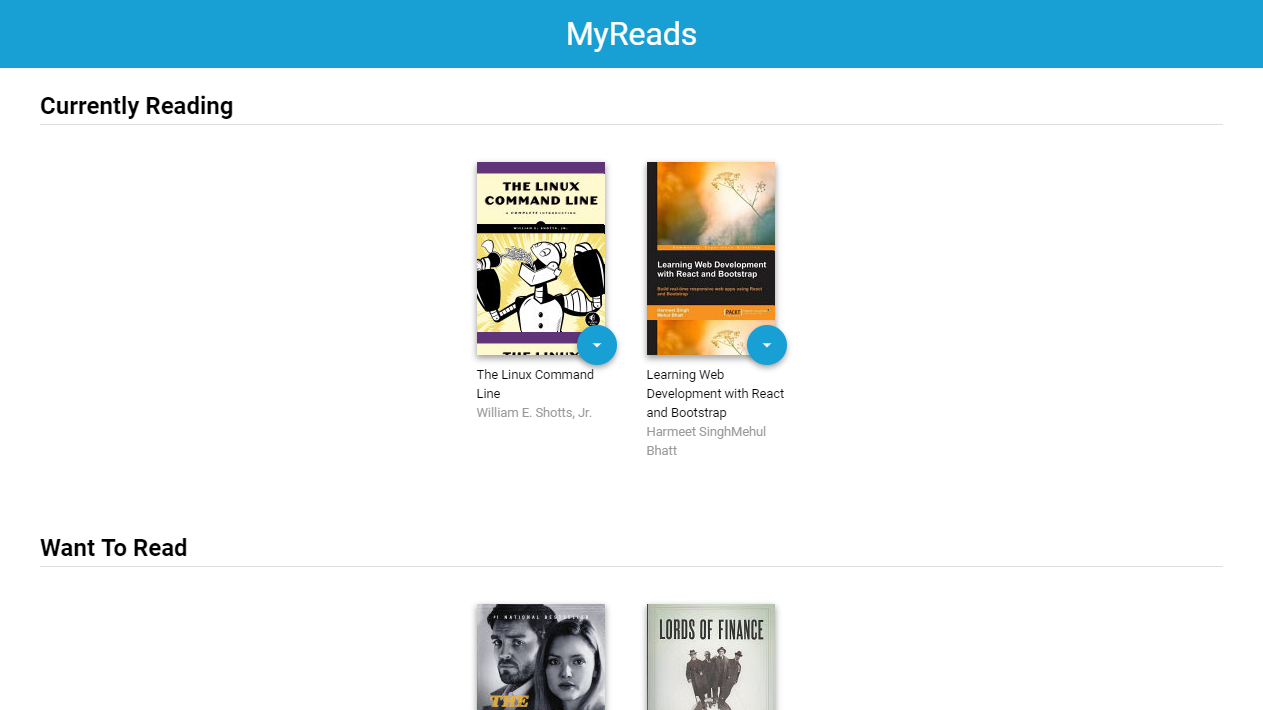 MyReads
Currently Reading
THE LINUX
COMMAND LINE
A COMPLETE INTRODUCTION
WILLIAM E. SHOTTS, JR.
THE LINUX
The Linux Command
Line
William E. Shotts, Jr.
Learning Web Development
with React and Bootstrap
Build real-time responsive web apps using React
and Bootstrap
Harmeet Singh
Mehul Bhatt
PACKT
Learning Web
Development with React
and Bootstrap
Harmeet SinghMehul
Bhatt
Want To Read
#1 NATIONAL BESTSELLER
THE
LORDS OF FINANCE